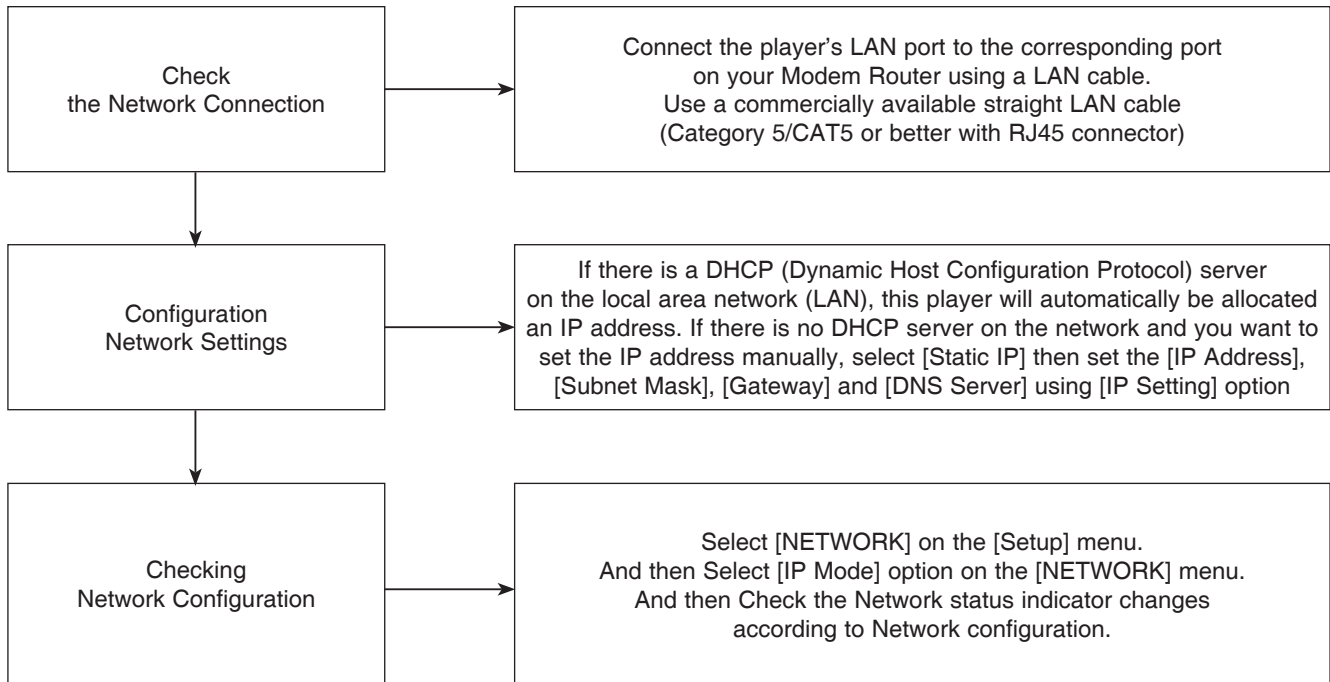 Check
the Network Connection
Connect the player's LAN port to the corresponding port
on your Modem Router using a LAN cable.
Use a commercially available straight LAN cable
(Category 5/CAT5 or better with RJ45 connector)
Configuration
Network Settings
If there is a DHCP (Dynamic Host Configuration Protocol) server
on the local area network (LAN), this player will automatically be allocated
an IP address. If there is no DHCP server on the network and you want to
set the IP address manually, select [Static IP] then set the [IP Address],
[Subnet Mask], [Gateway] and [DNS Server] using [IP Setting] option
Checking
Network Configuration
Select [NETWORK] on the [Setup] menu.
And then Select [IP Mode] option on the [NETWORK] menu.
And then Check the Network status indicator changes
according to Network configuration.